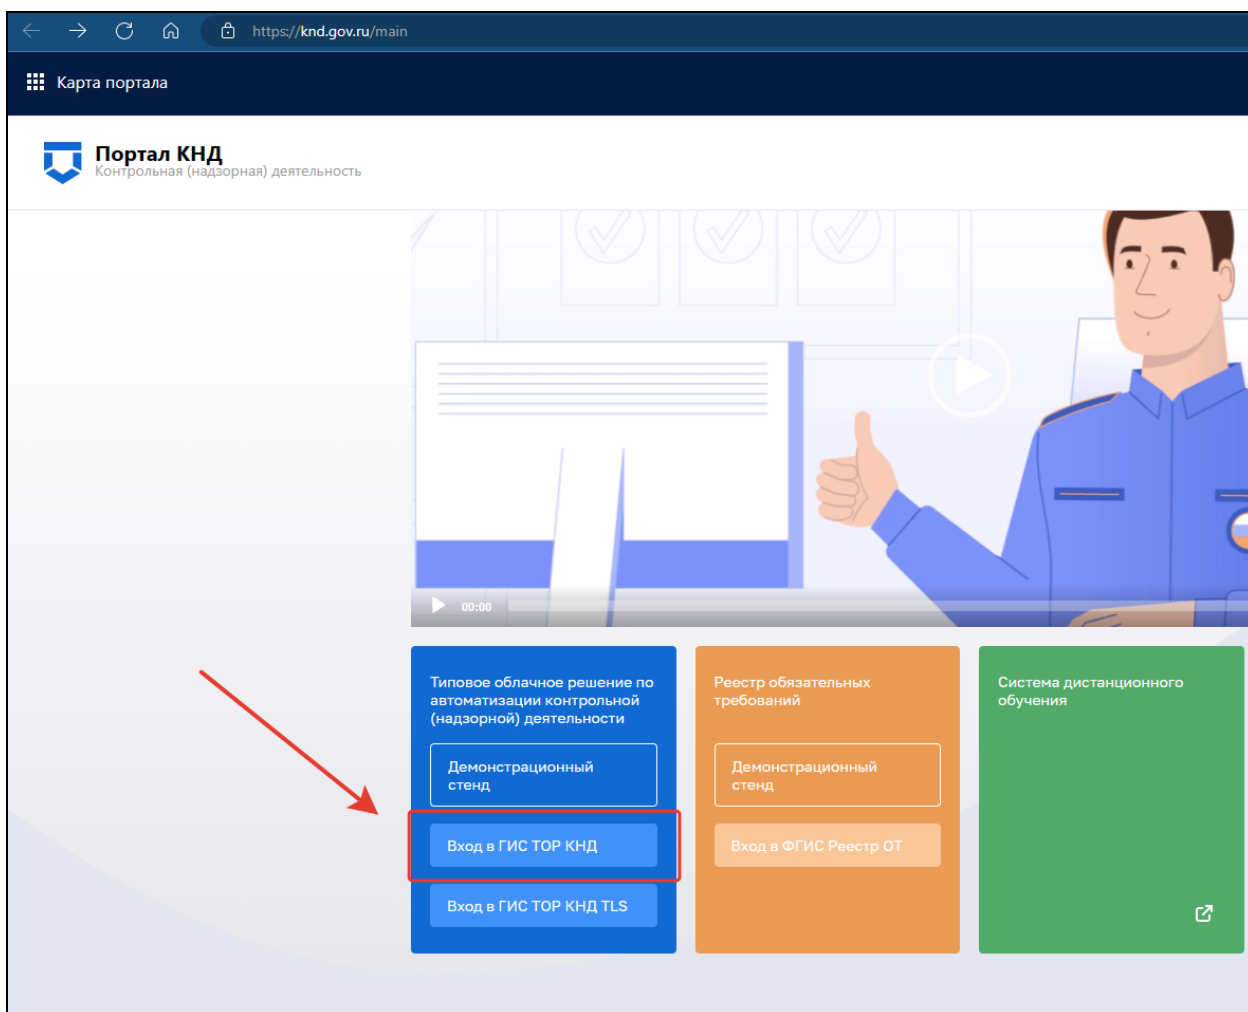 https://knd.gov.ru/main
Карта портала
Портал КНД
Контрольная (надзорная) деятельность
00:00
Типовое облачное решение по
автоматизации контрольной
(надзорной) деятельности
Демонстрационный
стенд
Вход в ГИС ТОР КНД
Вход в ГИС ТОР КНД TLS
Реестр обязательных
требований
Демонстрационный
стенд
Вход в ФГИС Реестр ОТ
Система дистанционного
обучения